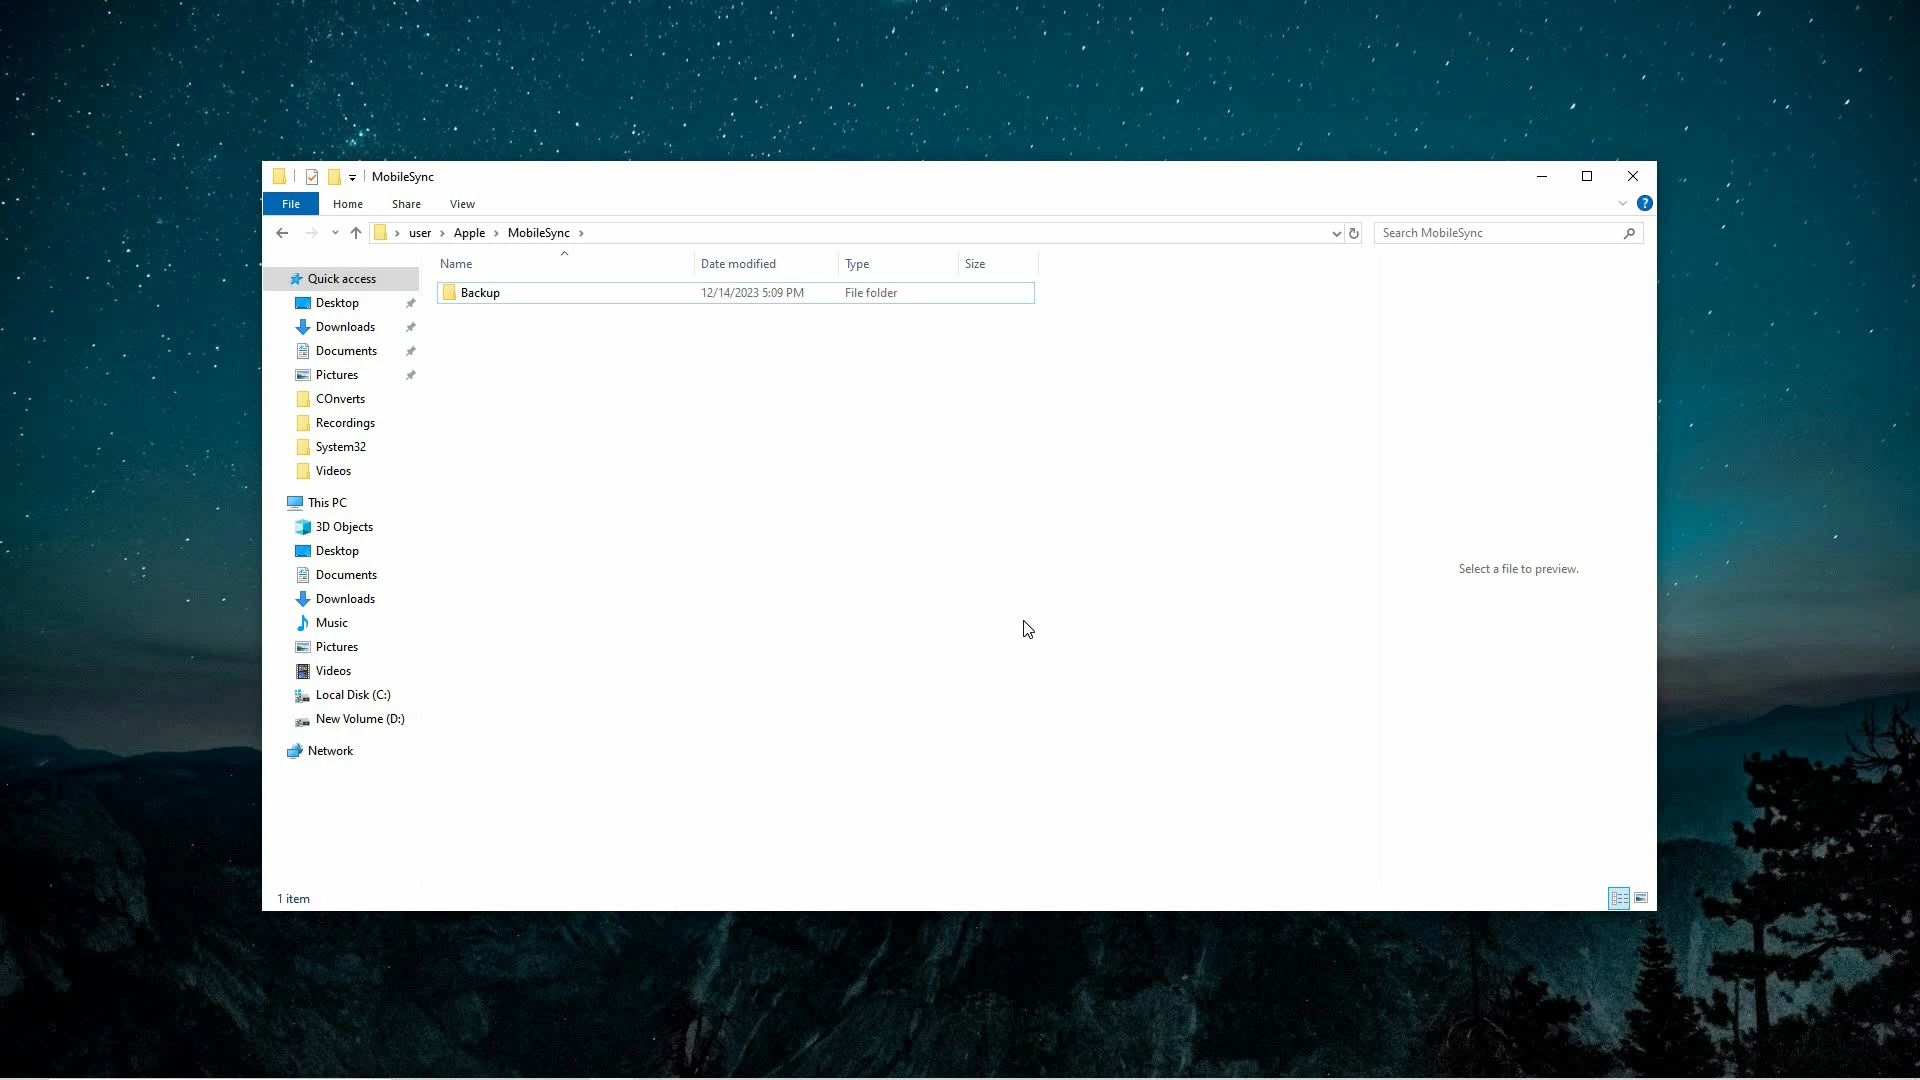 MobileSync
File Home Share View
user Apple MobileSync
Search MobileSync
Name Date modified Type Size
Backup 12/14/2023 5:09 PM File folder
Quick access
Desktop
Downloads
Documents
Pictures
COnverts
Recordings
System32
Videos
This PC
3D Objects
Desktop
Documents
Downloads
Music
Pictures
Videos
Local Disk (C:)
New Volume (D:)
Network
Select a file to preview.
1 item